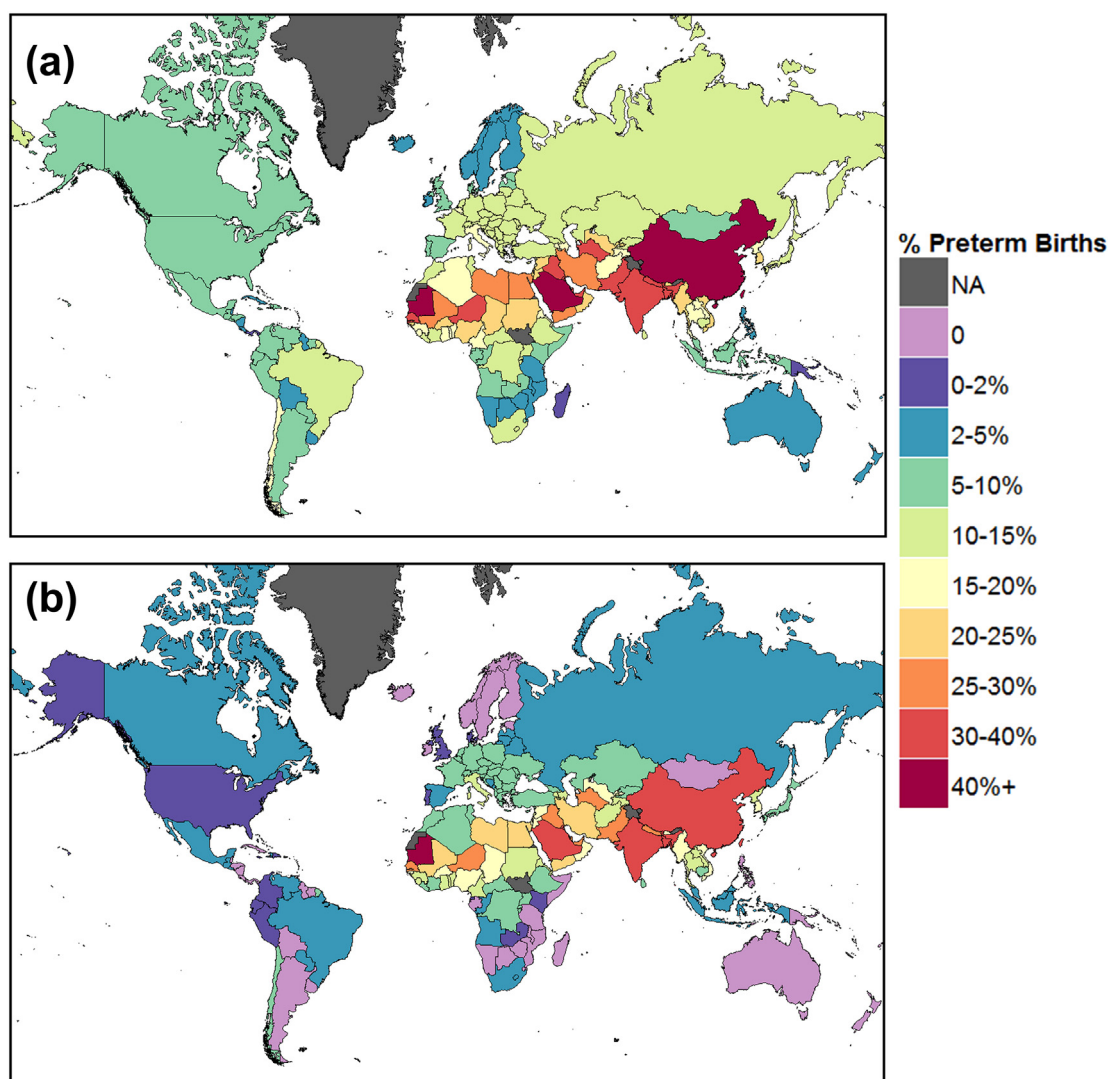 (a)
% Preterm Births
NA
0
0-2%
2-5%
5-10%
10-15%
15-20%
20-25%
25-30%
30-40%
40%+
(b)